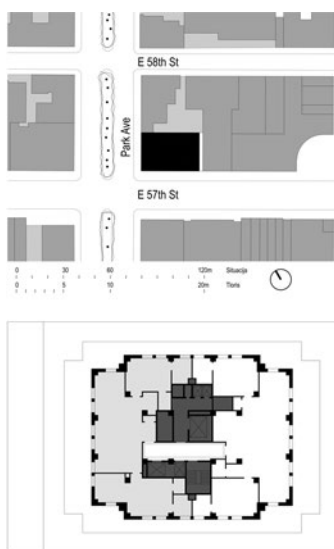 E 58th St
Park Ave
E 57th St
0 30 60 120m Situacija
0 5 10 20m Tloris